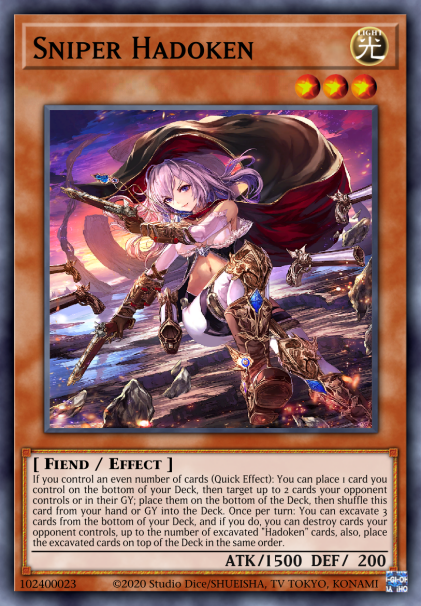 SNIPER HADOKEN
LIGHT
光
[ FIEND / EFFECT ]
If you control an even number of cards (Quick Effect): You can place 1 card you
control on the bottom of your Deck, then target up to 2 cards your opponent
controls or in their GY; place them on the bottom of the Deck, then shuffle this
card from your hand or GY into the Deck. Once per turn: You can excavate 3
cards from the bottom of your Deck, and if you do, you can destroy cards your
opponent controls, up to the number of excavated "Hadoken" cards, also, place
the excavated cards on top of the Deck in the same order.
ATK/1500 DEF/ 200
102400023 ©2020 Studio Dice/SHUEISHA, TV TOKYO, KONAMI